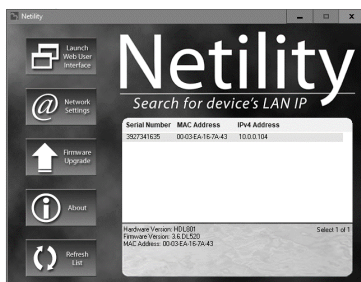 Netility
Launch
Web User
Interface
Network
Settings
Firmware
Upgrade
About
Refresh
List
Netility
Search for device's LAN IP
Serial Number MAC Address IPv4 Address
3927341635 00-03-EA-16-7A-43 10.0.0.104
Hardware Version: HDL801
Firmware Version: 3.6.DL520
MAC Address: 00-03-EA-16-7A-43
Select 1 of 1